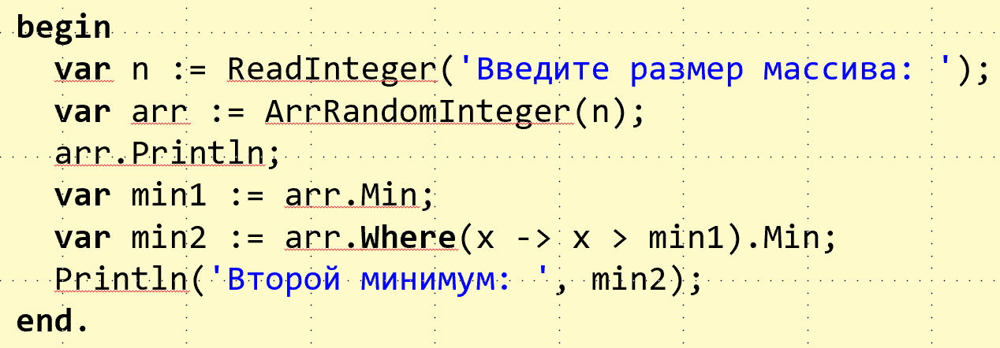 begin
var n := ReadInteger('Введите размер массива: ');
var arr := ArrRandomInteger(n);
arr.Println;
var min1 := arr.Min;
var min2 := arr.Where(x -> x > min1).Min;
Println('Второй минимум: ', min2);
end.